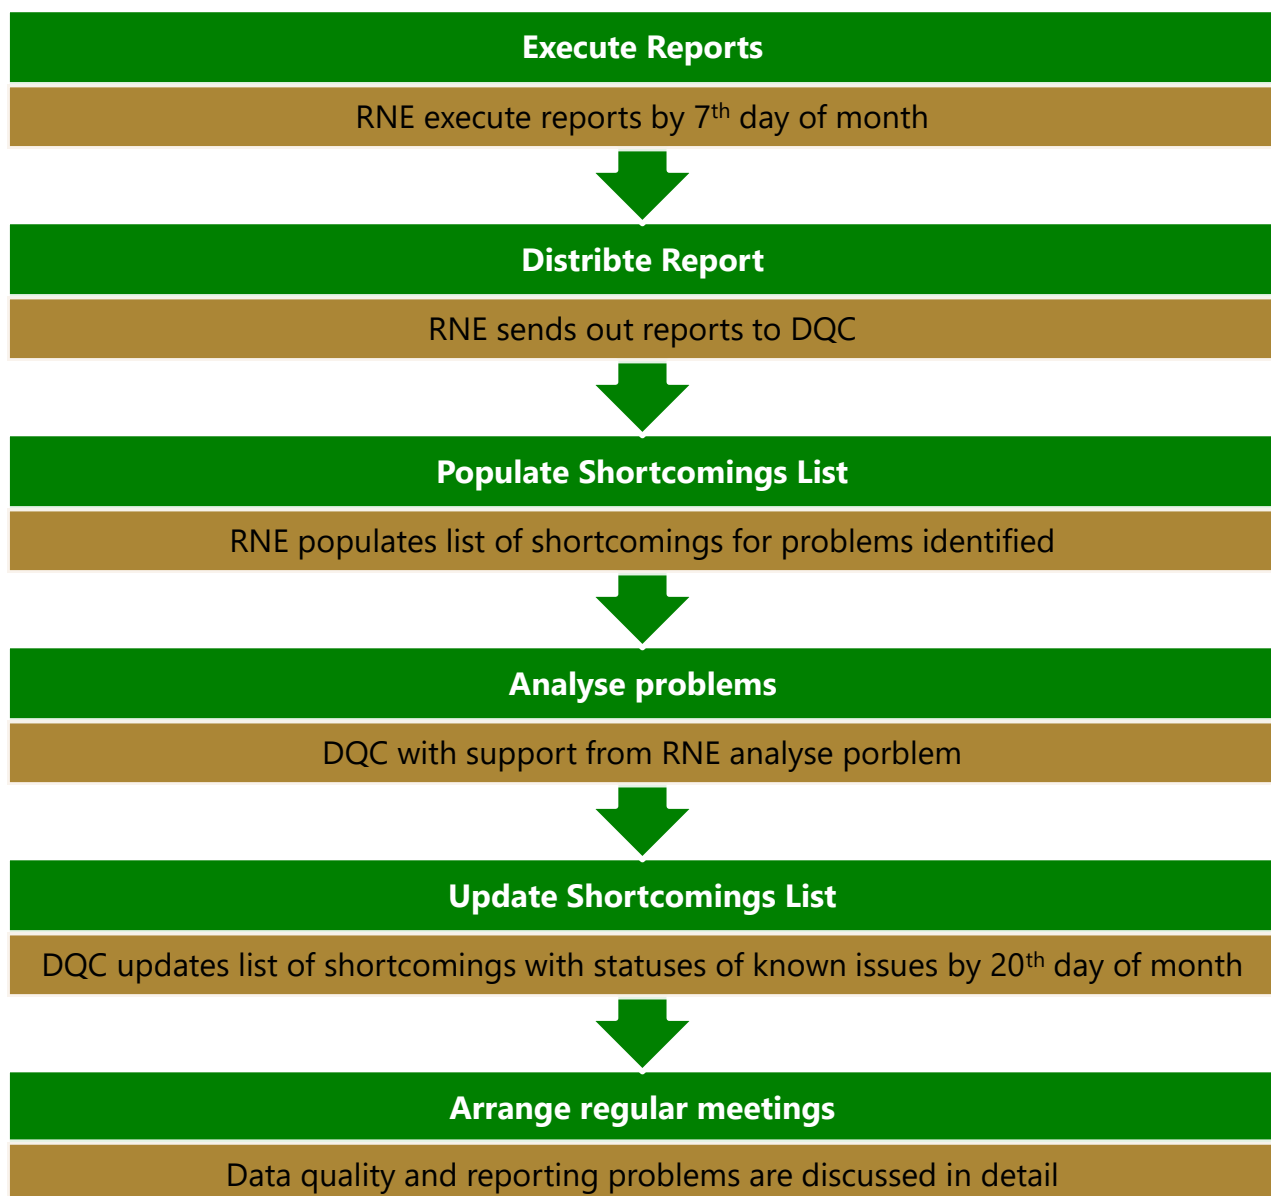 Execute Reports
RNE execute reports by 7th day of month
Distribte Report
RNE sends out reports to DQC
Populate Shortcomings List
RNE populates list of shortcomings for problems identified
Analyse problems
DQC with support from RNE analyse porblem
Update Shortcomings List
DQC updates list of shortcomings with statuses of known issues by 20th day of month
Arrange regular meetings
Data quality and reporting problems are discussed in detail